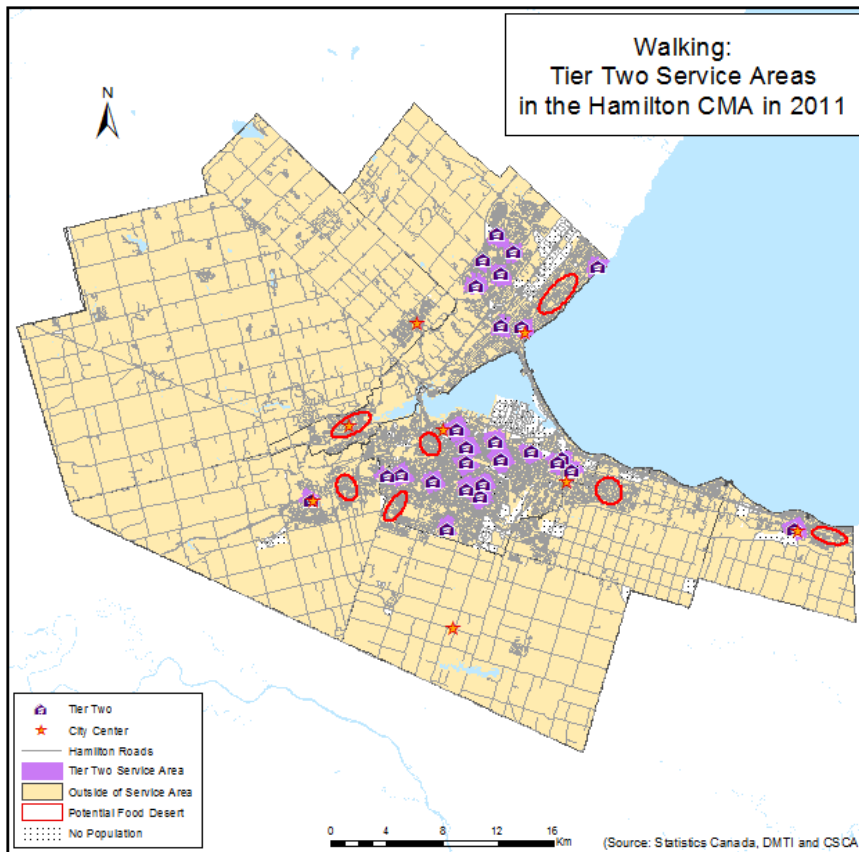 Walking:
Tier Two Service Areas
in the Hamilton CMA in 2011
N
Tier Two
City Center
Hamilton Roads
Tier Two Service Area
Outside of Service Area
Potential Food Desert
No Population
0 2 4 8 12 16
Km
(Source: Statistics Canada, DMTI and CSCA